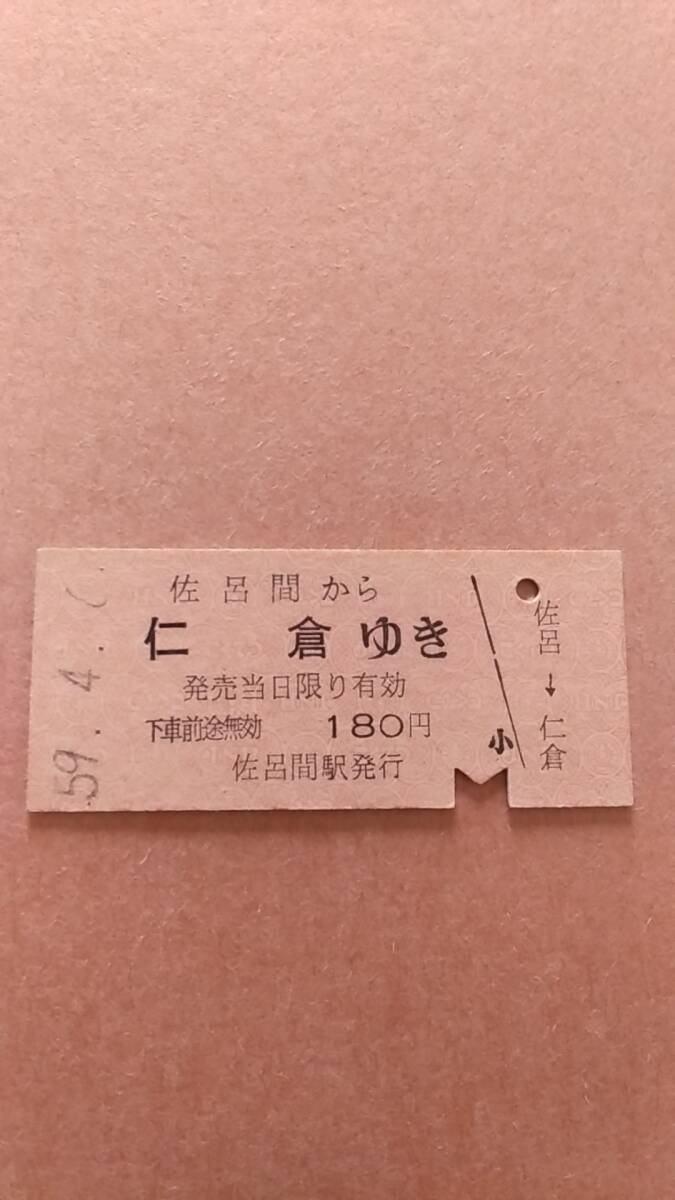 佐呂間から
仁倉ゆき
発売当日限り有効
下車前途無効 180円
佐呂間駅発行
小
佐呂間→仁倉
59.4.